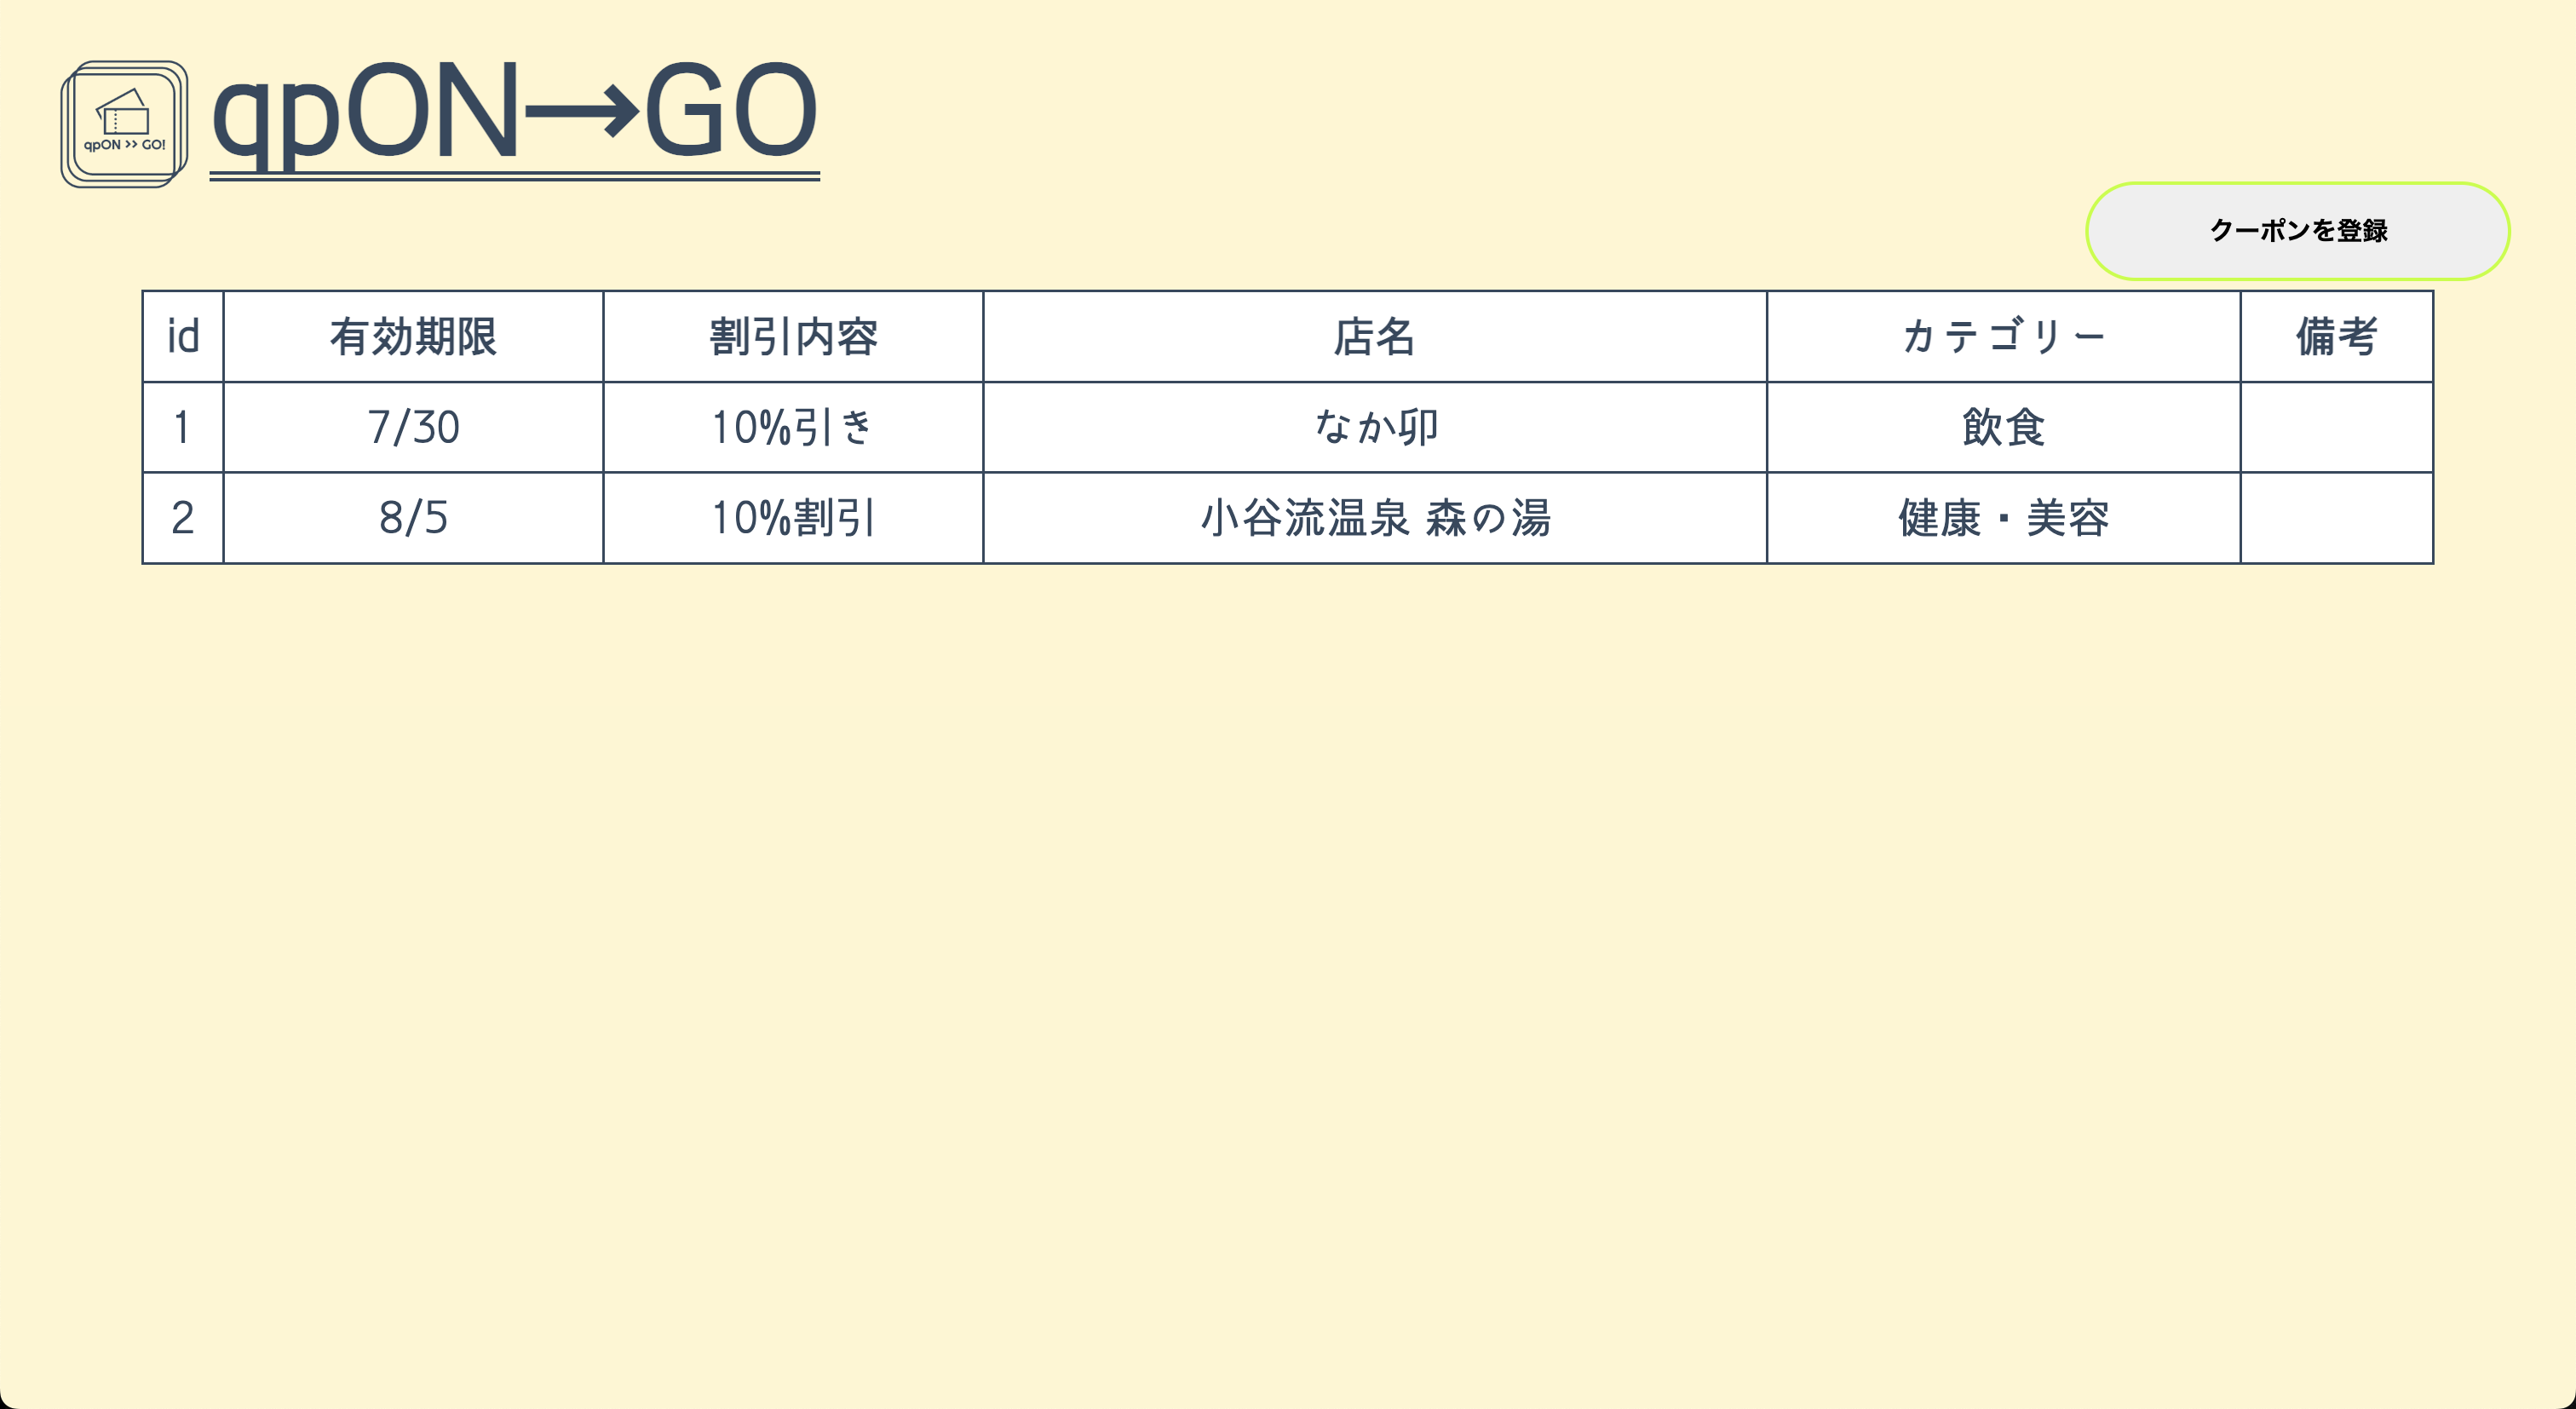 qpON >> GO!
qpON→GO
クーポンを登録
id 有効期限 割引内容 店名 カテゴリー 備考
1 7/30 10%引き なか卯 飲食
2 8/5 10%割引 小谷流温泉 森の湯 健康・美容